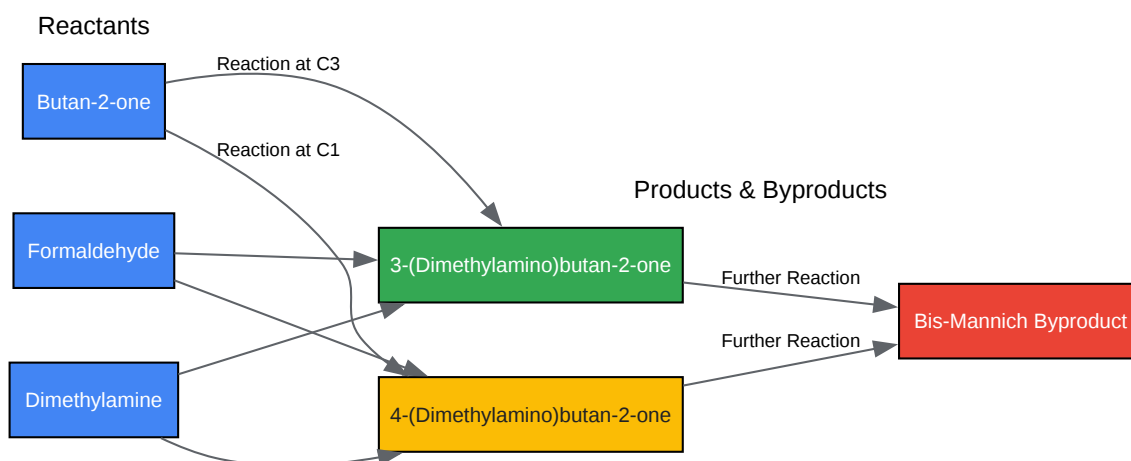 Reactants
Butan-2-one
Reaction at C3
Reaction at C1
Products & Byproducts
Formaldehyde
3-(Dimethylamino)butan-2-one
Further Reaction
Bis-Mannich Byproduct
Further Reaction
Dimethylamine
4-(Dimethylamino)butan-2-one